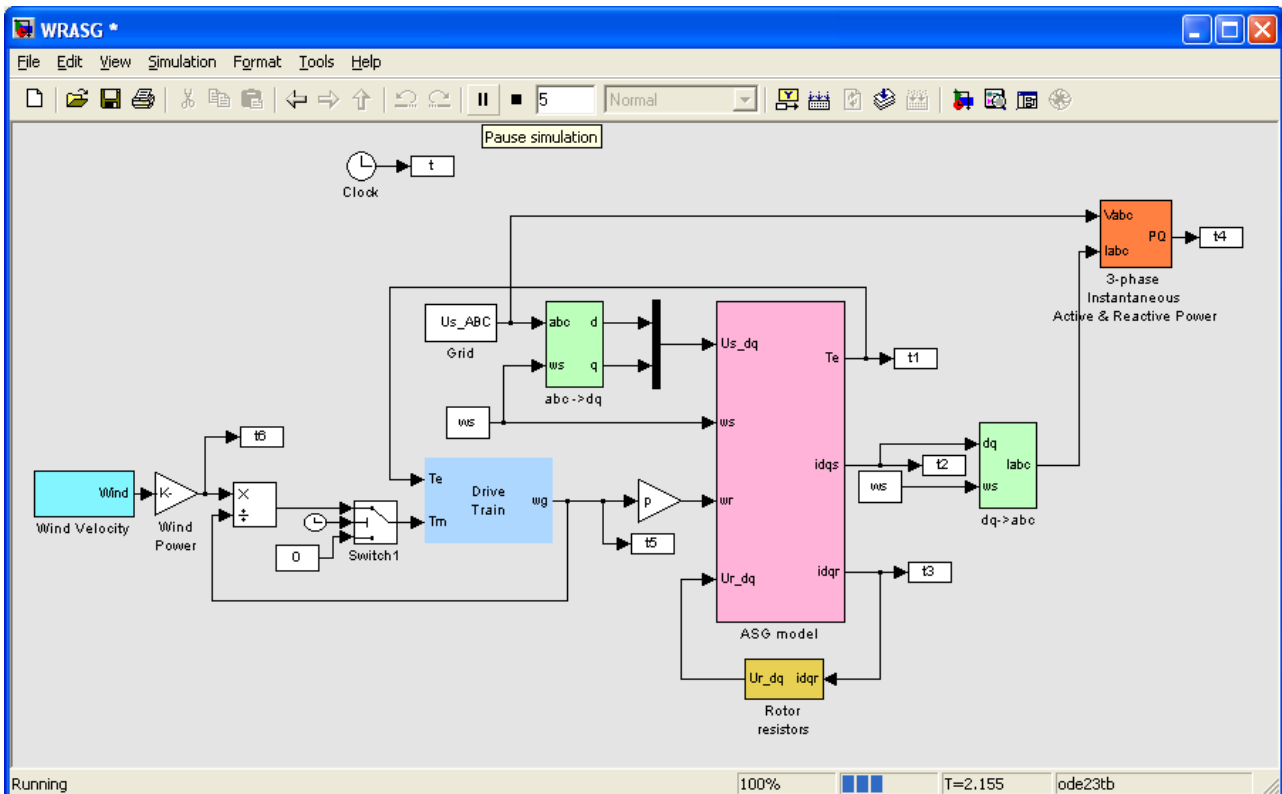 WRASG *
File Edit View Simulation Format Tools Help
5 Normal
Pause simulation
t
Clock
Vabc
PQ
t4
Iabc
3-phase
Instantaneous
Active & Reactive Power
Us_ABC
Grid
abc d
ws q
abc->dq
Us_dq
Te
t1
ws
ws
t6
dq
Iabc
ws
dq->abc
idqs
t2
ws
Te
Drive
Train
wg
Tm
p
wr
t5
Wind
Wind Velocity
K-
Wind
Power
×
÷
0
Switch1
Ur_dq
idqr
t3
ASG model
Ur_dq idqr
Rotor
resistors
Running 100% T=2.155 ode23tb